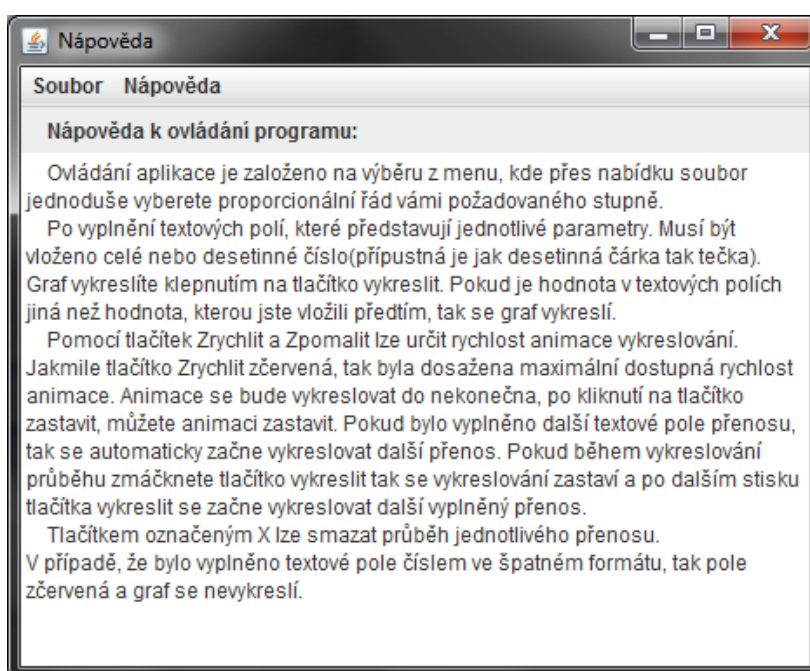 Nápověda
Soubor Nápověda
Nápověda k ovládání programu:
Ovládání aplikace je založeno na výběru z menu, kde přes nabídku soubor
jednoduše vyberete proporcionální řád vámi požadovaného stupně.
Po vyplnění textových polí, které představují jednotlivé parametry. Musí být
vloženo celé nebo desetinné číslo(přípustná je jak desetinná čárka tak tečka).
Graf vykreslíte klepnutím na tlačítko vykreslit. Pokud je hodnota v textových polích
jiná než hodnota, kterou jste vložili předtím, tak se graf vykreslí.
Pomocí tlačítek Zrychlit a Zpomalit lze určit rychlost animace vykreslování.
Jakmile tlačítko Zrychlit zčervená, tak byla dosažena maximální dostupná rychlost
animace. Animace se bude vykreslovat do nekonečna, po kliknutí na tlačítko
zastavit, můžete animaci zastavit. Pokud bylo vyplněno další textové pole přenosu,
tak se automaticky začne vykreslovat další přenos. Pokud během vykreslování
průběhu zmáčknete tlačítko vykreslit tak se vykreslování zastaví a po dalším stisku
tlačítka vykreslit se začne vykreslovat další vyplněný přenos.
Tlačítkem označeným X lze smazat průběh jednotlivého přenosu.
V případě, že bylo vyplněno textové pole číslem ve špatném formátu, tak pole
zčervená a graf se nevykreslí.